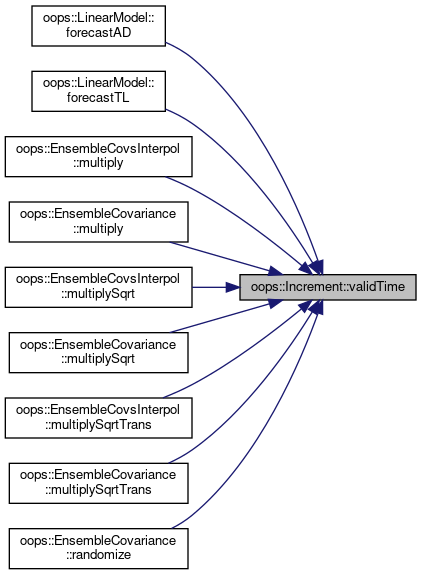 oops::LinearModel::
forecastAD
oops::LinearModel::
forecastTL
oops::EnsembleCovsInterpol
::multiply
oops::EnsembleCovariance
::multiply
oops::EnsembleCovsInterpol
::multiplySqrt
oops::Increment::validTime
oops::EnsembleCovariance
::multiplySqrt
oops::EnsembleCovsInterpol
::multiplySqrtTrans
oops::EnsembleCovariance
::multiplySqrtTrans
oops::EnsembleCovariance
::randomize